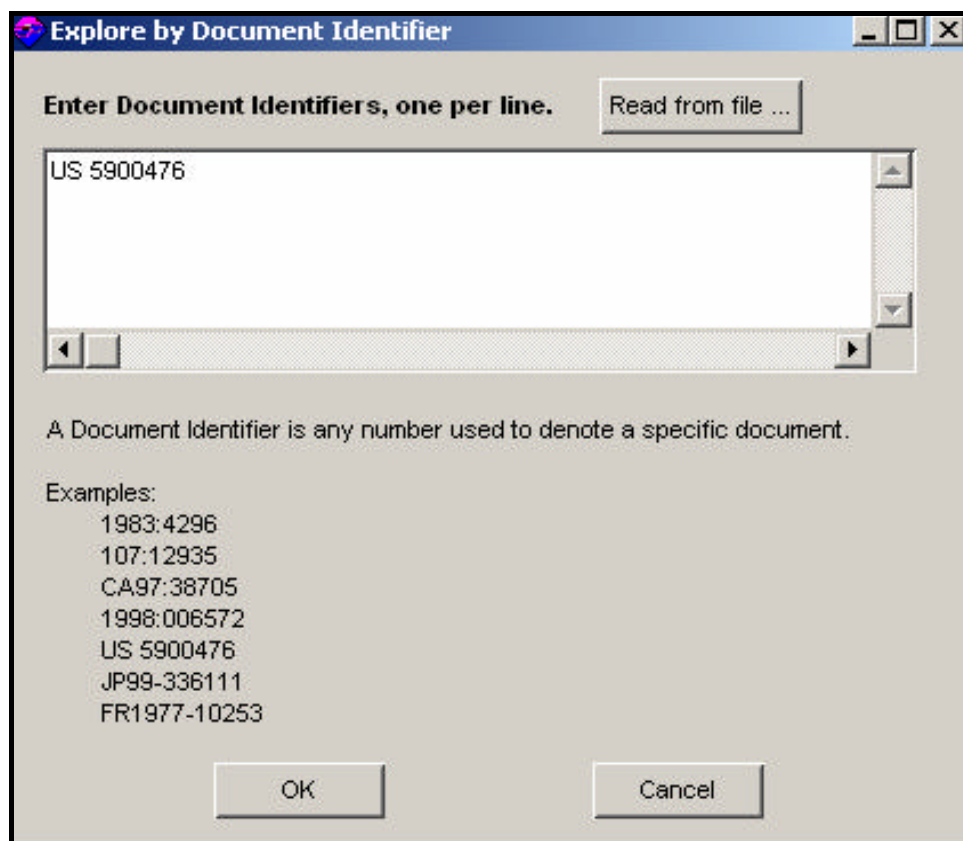 Explore by Document Identifier
Enter Document Identifiers, one per line.
Read from file ...
US 5900476
A Document Identifier is any number used to denote a specific document.
Examples:
1983:4296
107:12935
CA97:38705
1998:006572
US 5900476
JP99-336111
FR1977-10253
OK
Cancel